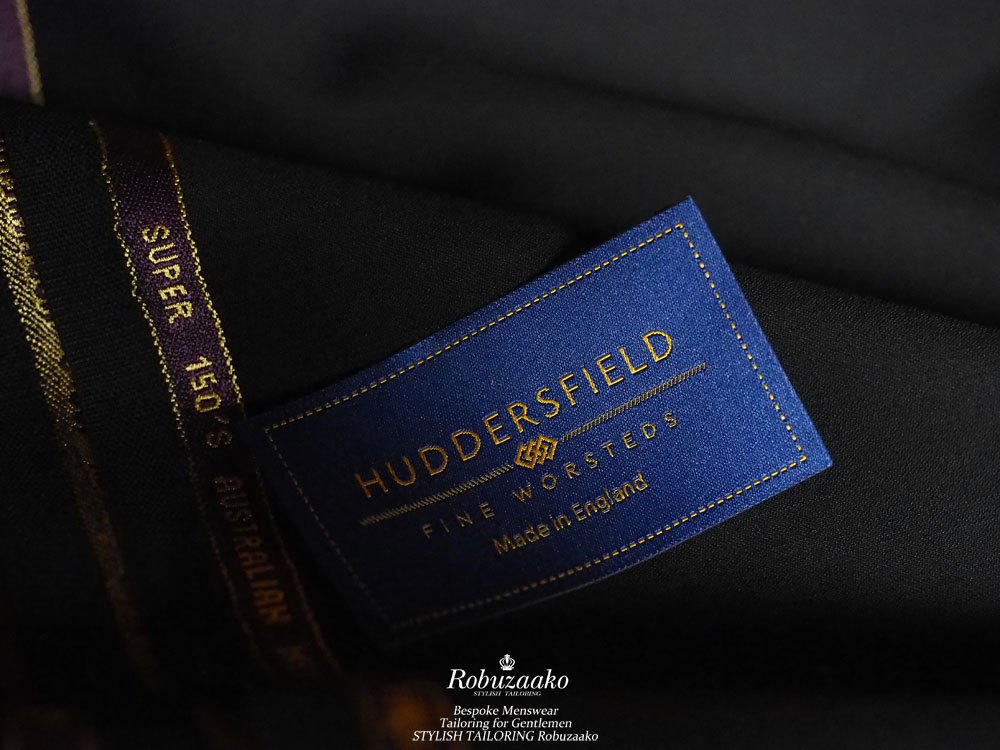 SUPER 150'S AUSTRALIAN
HUDDERSFIELD
FINE WORSTEDS
Made in England
Robuzaako
STYLISH TAILORING
Bespoke Menswear
Tailoring for Gentlemen
STYLISH TAILORING Robuzaako